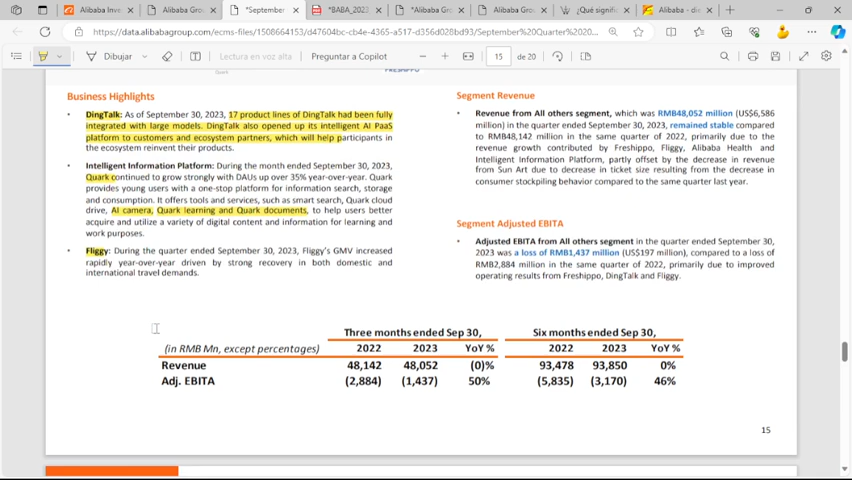 Alibaba Inve
Alibaba Grou
*September
*BABA_2023
*Alibaba Gro
Alibaba Grou
¿Qué signifi
Alibaba - die
https://data.alibabagroup.com/ecms-files/1508664153/d47604bc-cb4e-4365-a517-d356d0dbd93/September%20Quarter%2020...
Dibujar
Lectura en voz alta
Preguntar a Copilot
15
de 20
Quark
FRESHIPPO
Business Highlights
DingTalk: As of September 30, 2023, 17 product lines of DingTalk had been fully
integrated with large models. DingTalk also opened up its intelligent AI PaaS
platform to customers and ecosystem partners, which will help participants in
the ecosystem reinvent their products.
Intelligent Information Platform: During the month ended September 30, 2023,
Quark continued to grow strongly with DAUs up over 35% year-over-year. Quark
provides young users with a one-stop platform for information search, storage
and consumption. It offers tools and services, such as smart search, Quark cloud
drive, AI camera, Quark learning and Quark documents, to help users better
acquire and utilize a variety of digital content and information for learning and
work purposes.
Fliggy: During the quarter ended September 30, 2023, Fliggy's GMV increased
rapidly year-over-year driven by strong recovery in both domestic and
international travel demands.
Segment Revenue
Revenue from All others segment, which was RMB48,052 million (US$6,586
million) in the quarter ended September 30, 2023, remained stable compared
to RMB48,142 million in the same quarter of 2022, primarily due to the
revenue growth contributed by Freshippo, Fliggy, Alibaba Health and
Intelligent Information Platform, partly offset by the decrease in revenue
from Sun Art due to decrease in ticket size resulting from the decrease in
consumer stockpiling behavior compared to the same quarter last year.
Segment Adjusted EBITA
Adjusted EBITA from All others segment in the quarter ended September 30,
2023 was a loss of RMB1,437 million (US$197 million), compared to a loss of
RMB2,884 million in the same quarter of 2022, primarily due to improved
operating results from Freshippo, DingTalk and Fliggy.
Three months ended Sep 30, Six months ended Sep 30,
(in RMB Mn, except percentages) 2022 2023 YoY % 2022 2023 YoY %
Revenue 48,142 48,052 (0)% 93,478 93,850 0%
Adj. EBITA (2,884) (1,437) 50% (5,835) (3,170) 46%
15